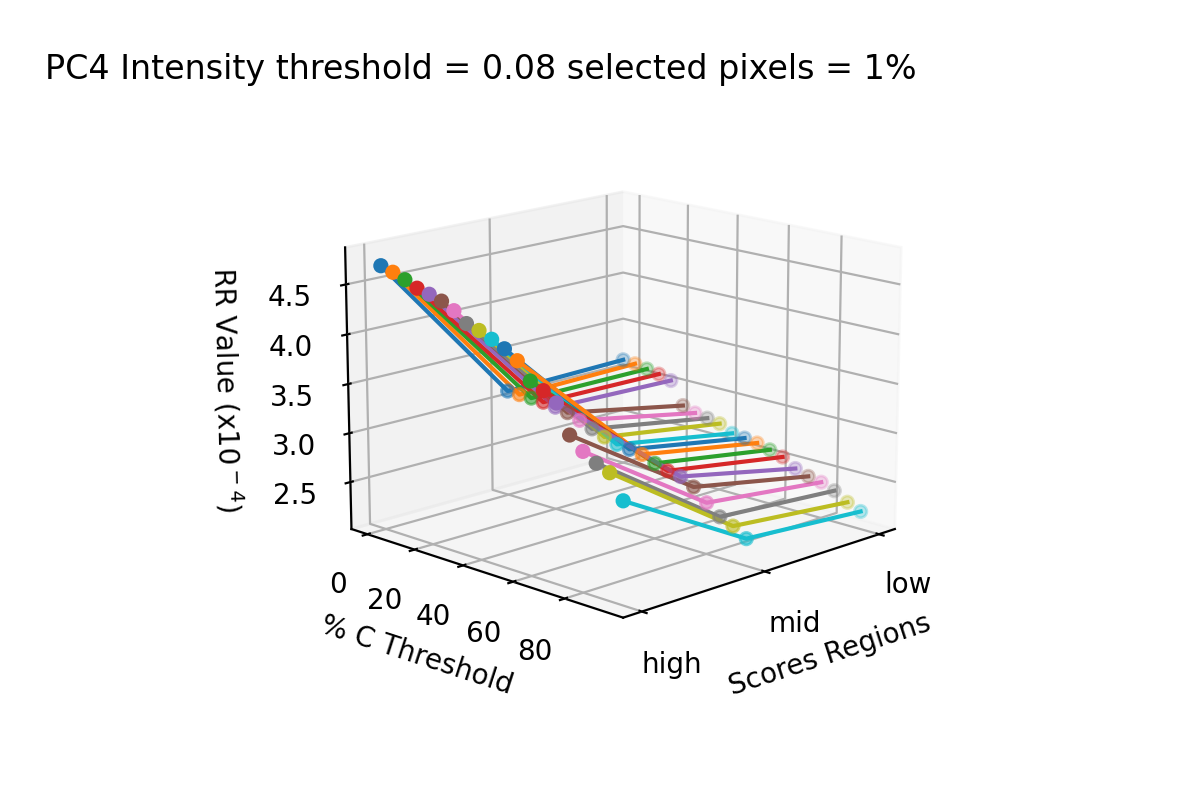 PC4 Intensity threshold = 0.08 selected pixels = 1%
RR Value (x10⁻⁴)
4.5
4.0
3.5
3.0
2.5
0
20
40
60
80
% C Threshold
high
mid
low
Scores Regions